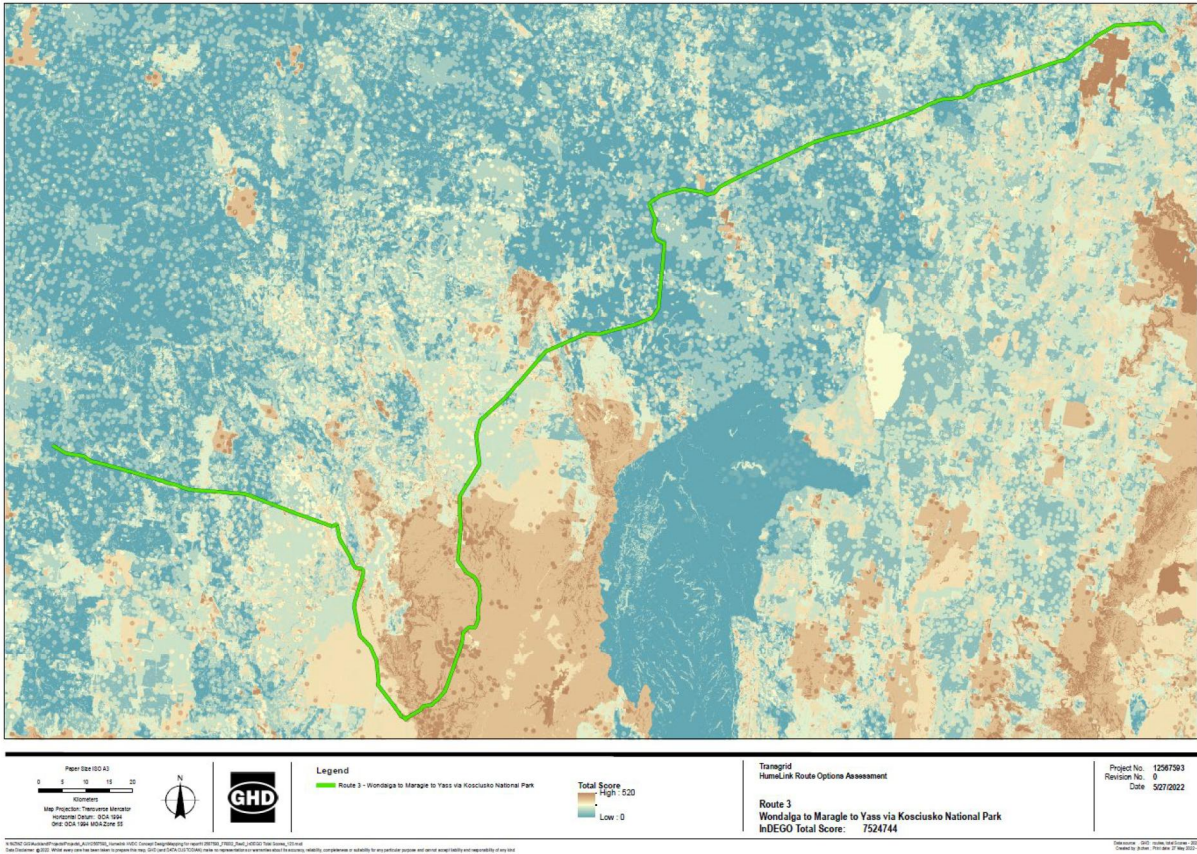 Paper Size ISO A3
0 5 10 15 20
Kilometers
Map Projection: Transverse Mercator
Horizontal Datum: GDA 1994
Grid: GDA 1994 MGA Zone 55
N
GHD
Legend
Route 3 - Wondalga to Maragle to Yass via Kosciusko National Park
Total Score
High : 520
Low : 0
Transgrid
HumeLink Route Options Assessment
Route 3
Wondalga to Maragle to Yass via Kosciusko National Park
InDEGO Total Score: 7524744
Project No. 12567593
Revision No. 0
Date 5/27/2022